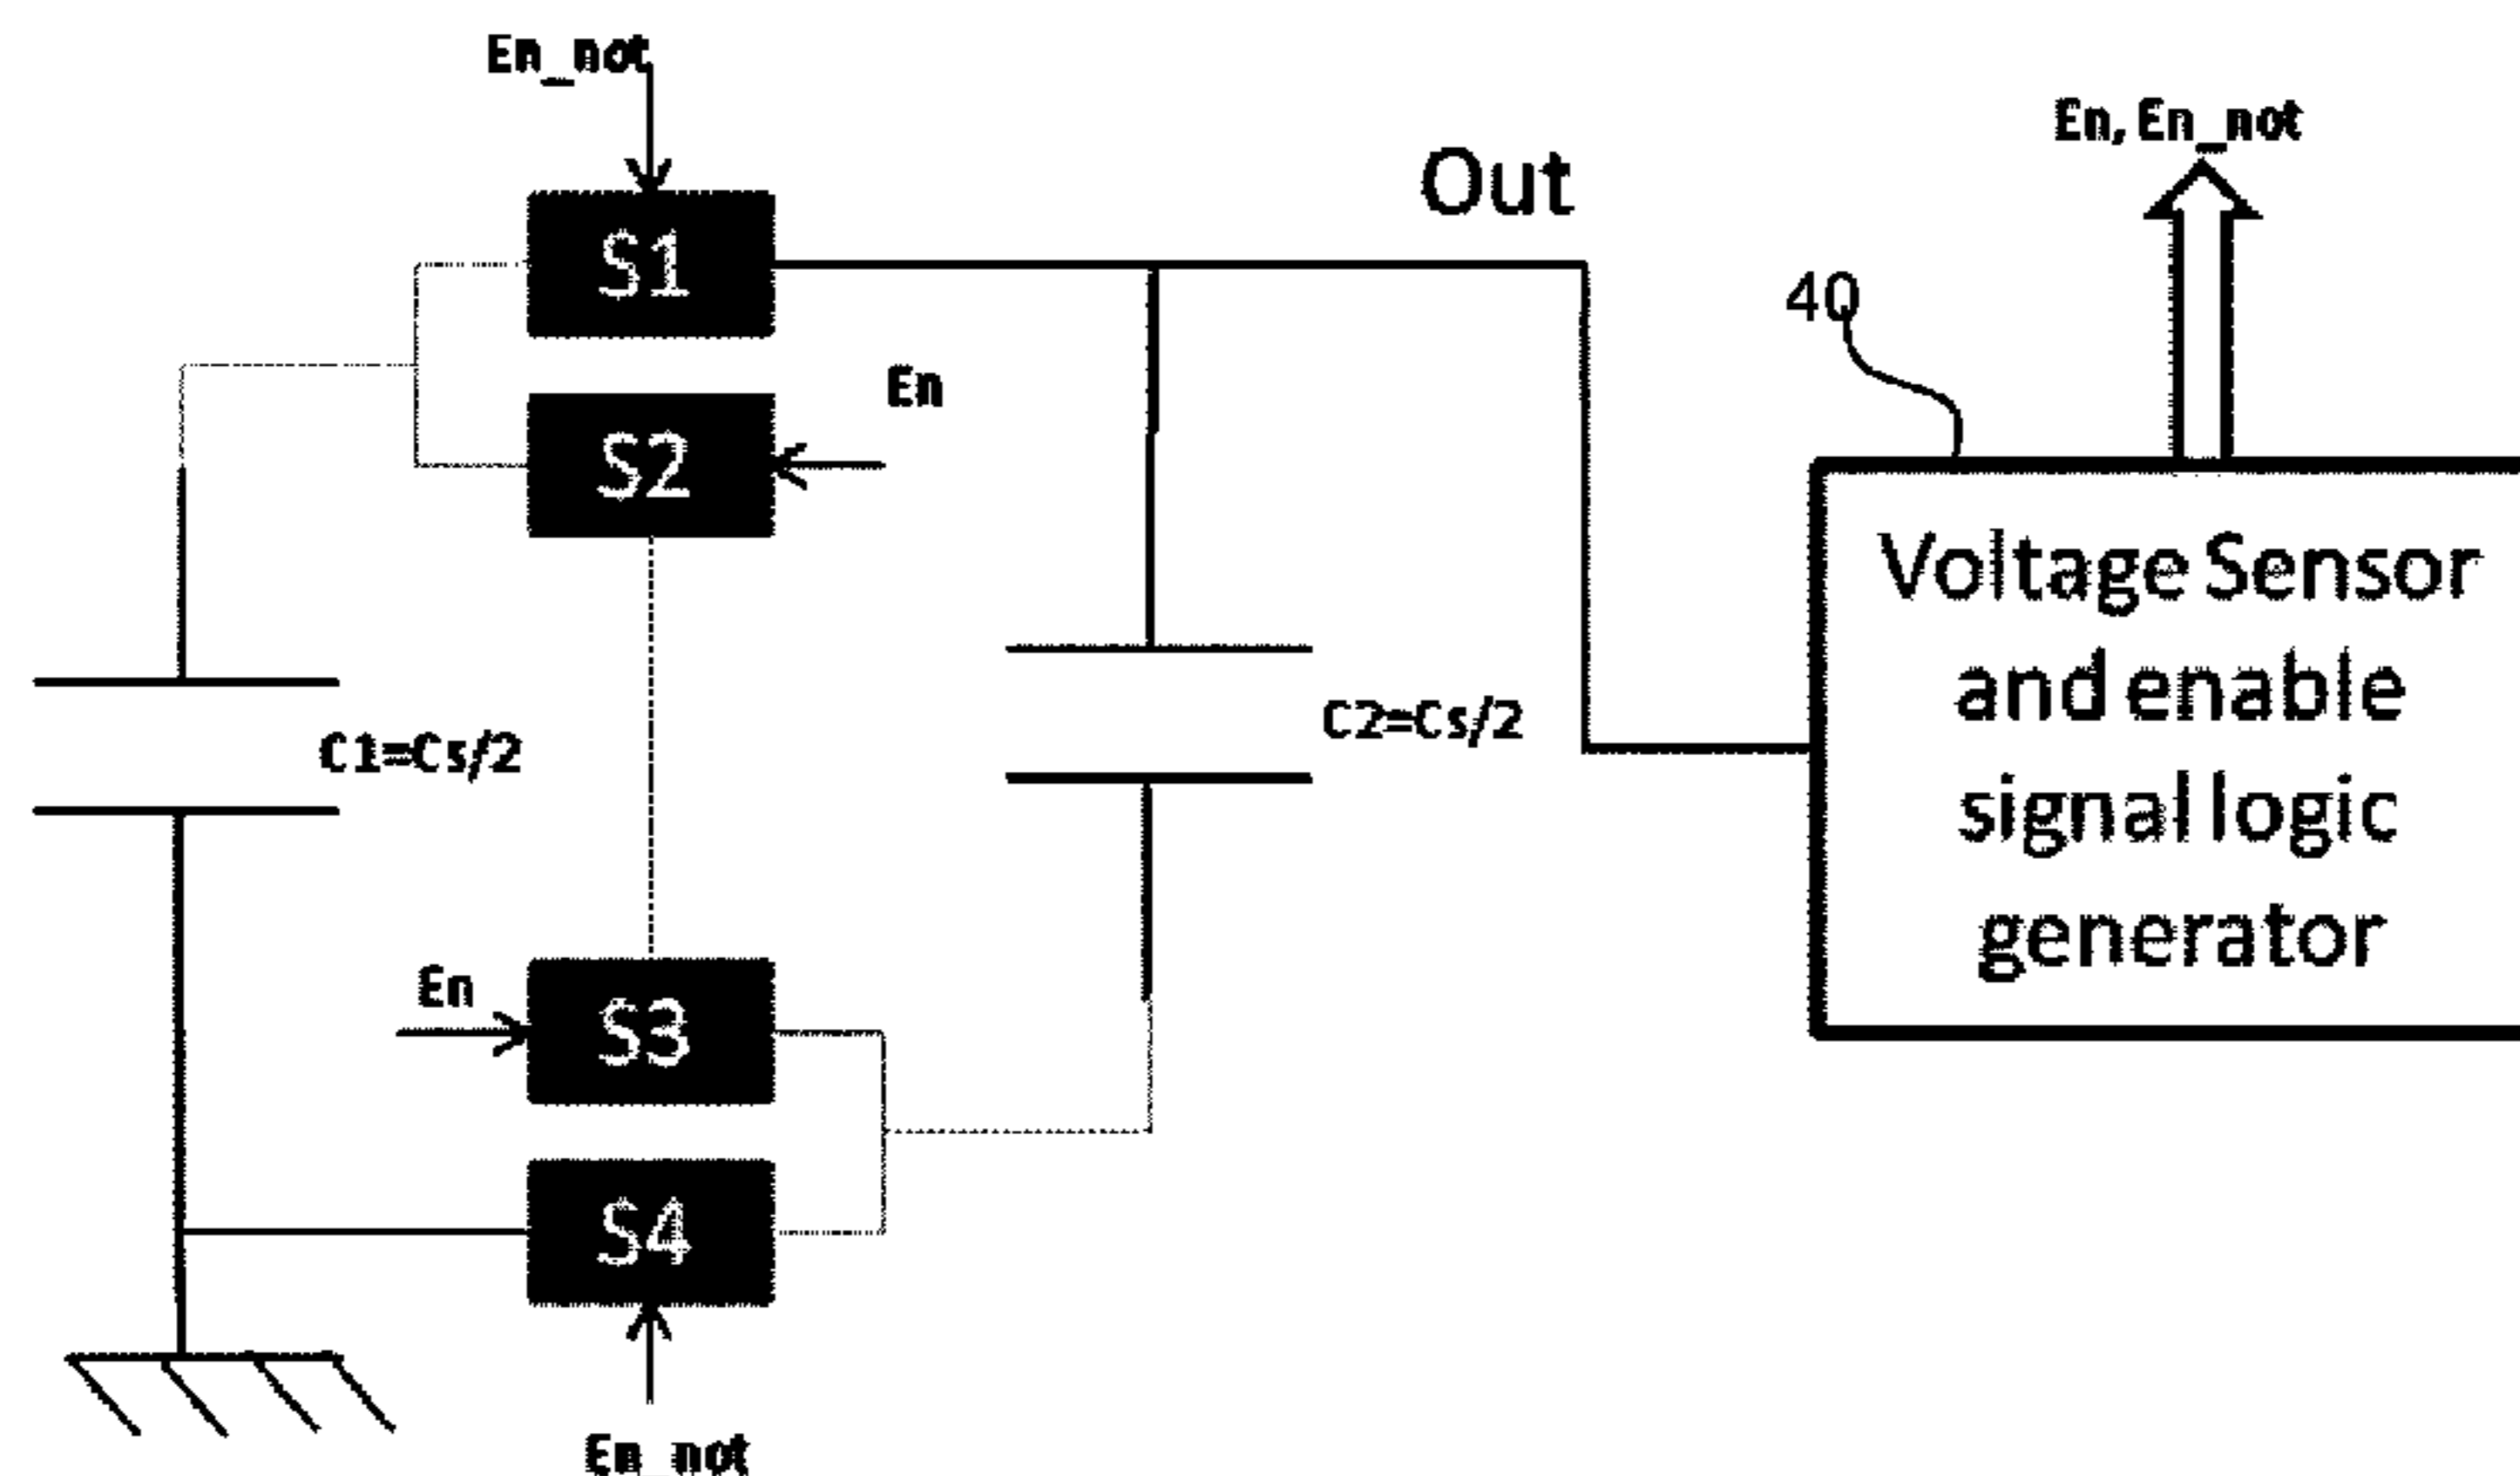 En_not
En, En_not
Out
S1
40
En
S2
Voltage Sensor
and enable
signal logic
generator
C1=Cs/2
C2=Cs/2
En
S3
S4
En_not